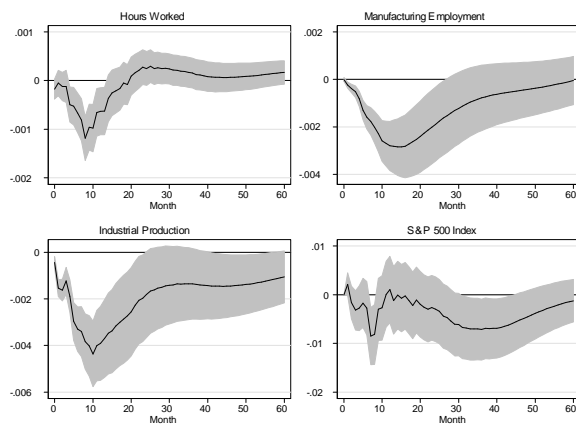 Hours Worked
.001
0
-.001
-.002
0 10 20 30 40 50 60
Month
Manufacturing Employment
.002
0
-.002
-.004
0 10 20 30 40 50 60
Month
Industrial Production
0
-.002
-.004
-.006
0 10 20 30 40 50 60
Month
S&P 500 Index
.01
0
-.01
-.02
0 10 20 30 40 50 60
Month